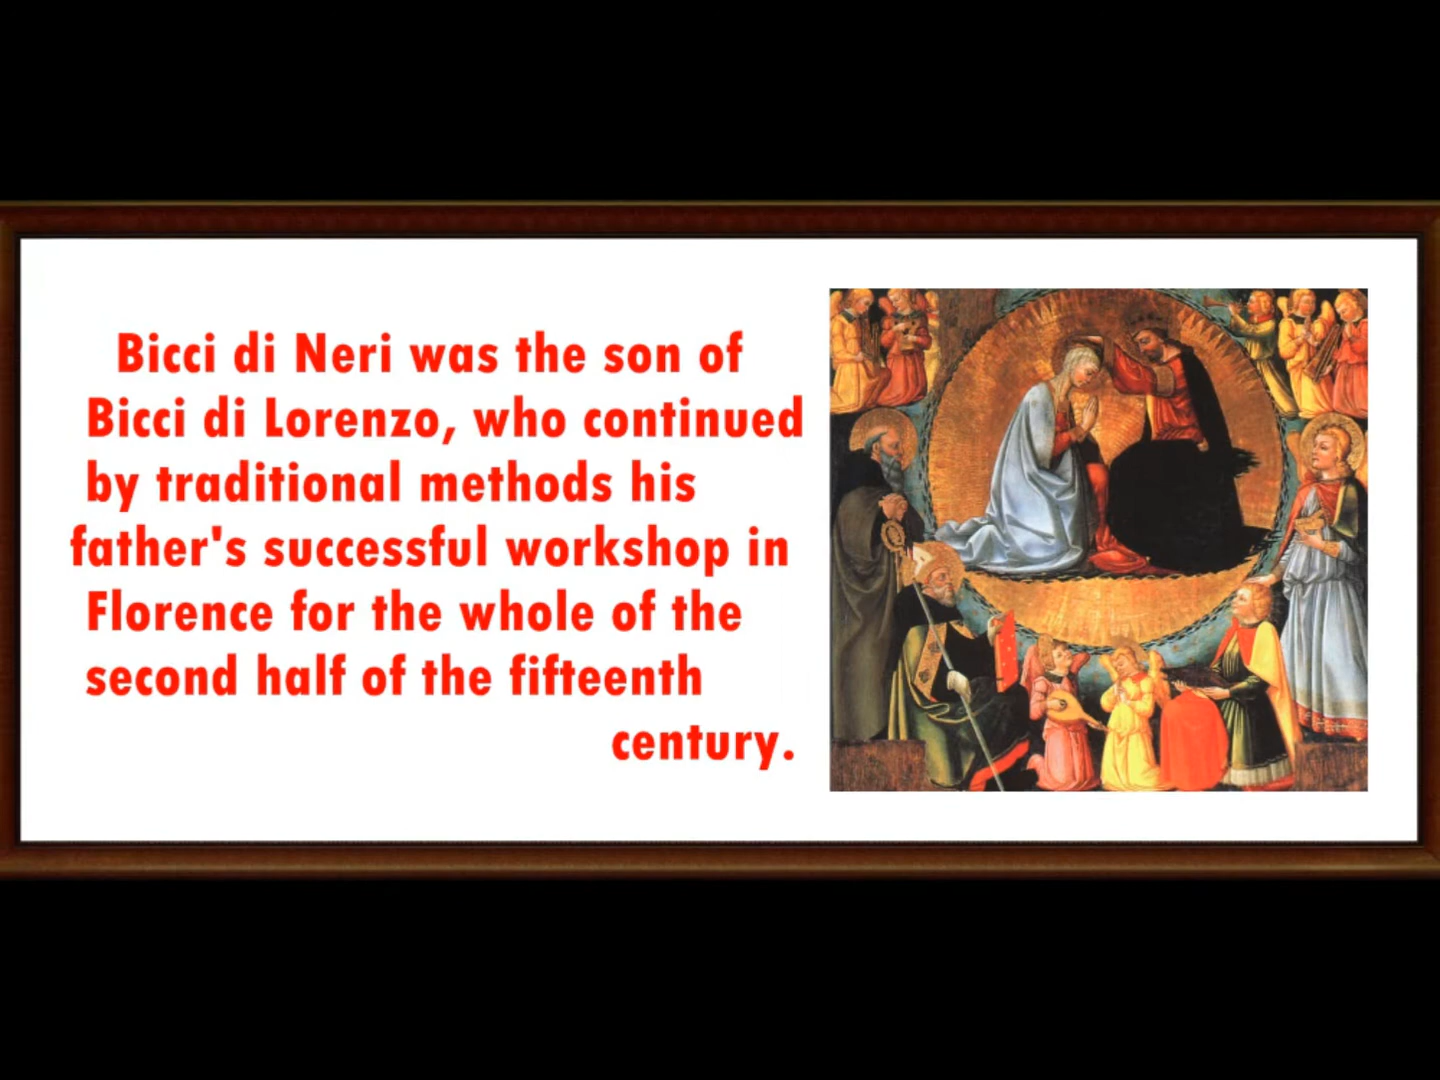 Bicci di Neri was the son of
Bicci di Lorenzo, who continued
by traditional methods his
father's successful workshop in
Florence for the whole of the
second half of the fifteenth
century.